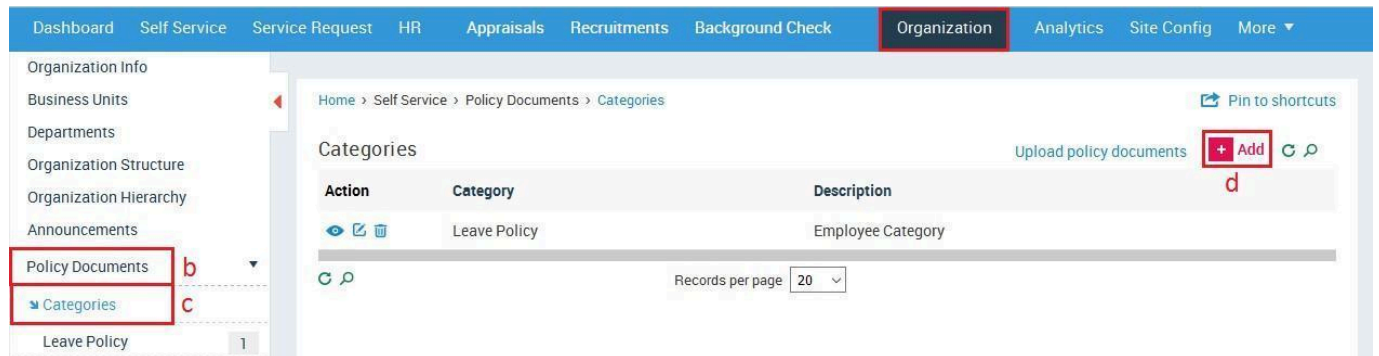 Dashboard Self Service Service Request HR Appraisals Recruitments Background Check Organization Analytics Site Config More
Organization Info
Business Units
Departments
Organization Structure
Organization Hierarchy
Announcements
Policy Documents b
Categories c
Leave Policy 1
Home > Self Service > Policy Documents > Categories Pin to shortcuts
Categories Upload policy documents + Add
d
Action Category Description
Leave Policy Employee Category
Records per page 20